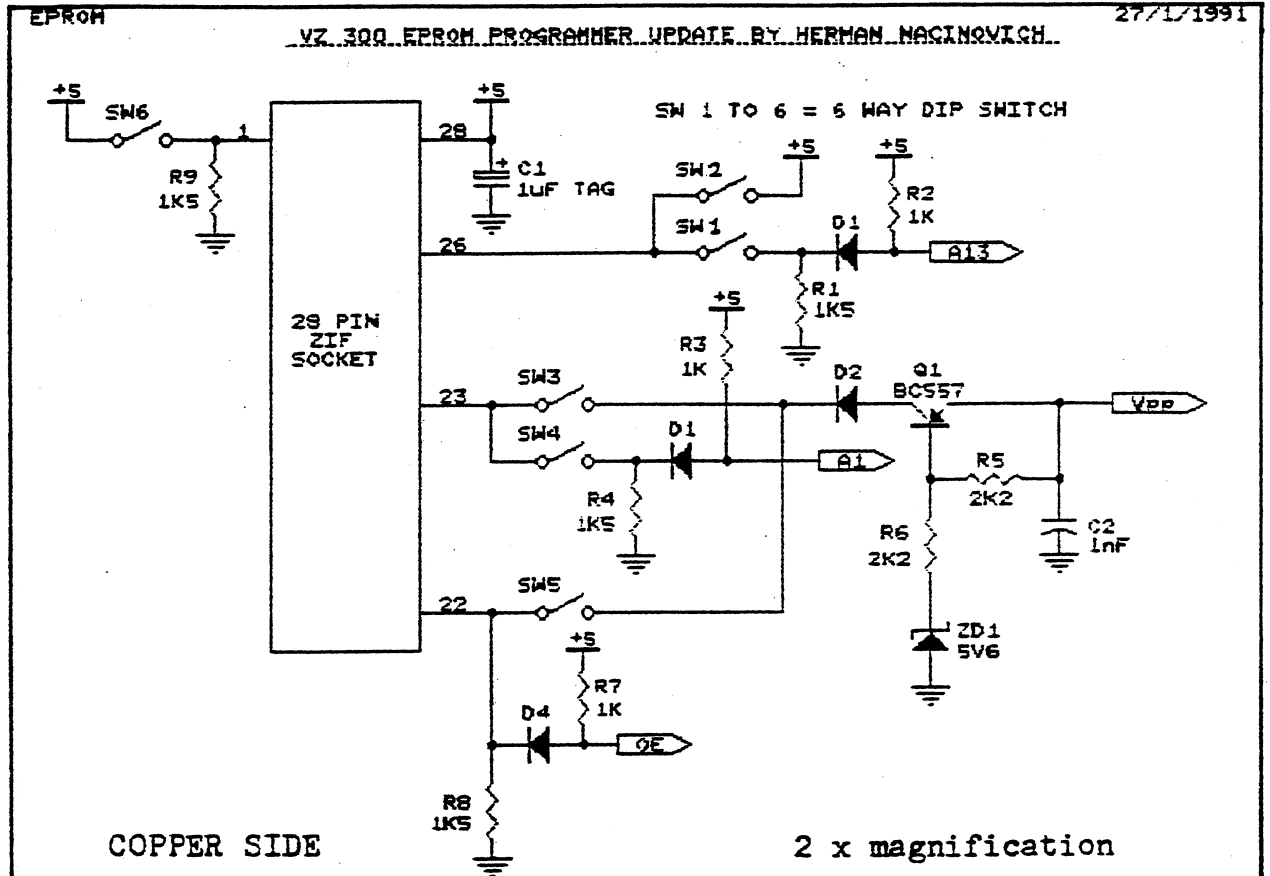 EPROM
27/1/1991
VZ 300 EPROM PROGRAMMER UPDATE BY HERMAN NACINOVICH
+5
SW6
1
R9
1K5
28 PIN
ZIF
SOCKET
+5
28
+
C1
1uF TAG
SW 1 TO 6 = 6 WAY DIP SWITCH
+5
+5
SW2
R2
1K
26
SW1
D1
A13
R1
1K5
+5
R3
1K
23
SW3
D2
Q1
BC557
Vpp
SW4
D1
A1
R4
1K5
R5
2K2
R6
2K2
C2
1nF
22
SW5
ZD1
5V6
+5
R7
1K
D4
OE
R8
1K5
COPPER SIDE
2 x magnification